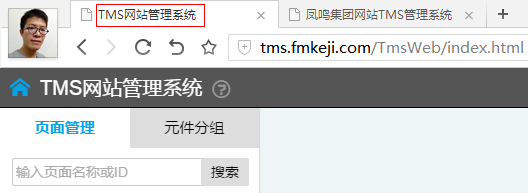 TMS网站管理系统
凤鸣集团网站TMS管理系统
tms.fmkeji.com/TmsWeb/index.html
TMS网站管理系统
页面管理
元件分组
输入页面名称或ID
搜索